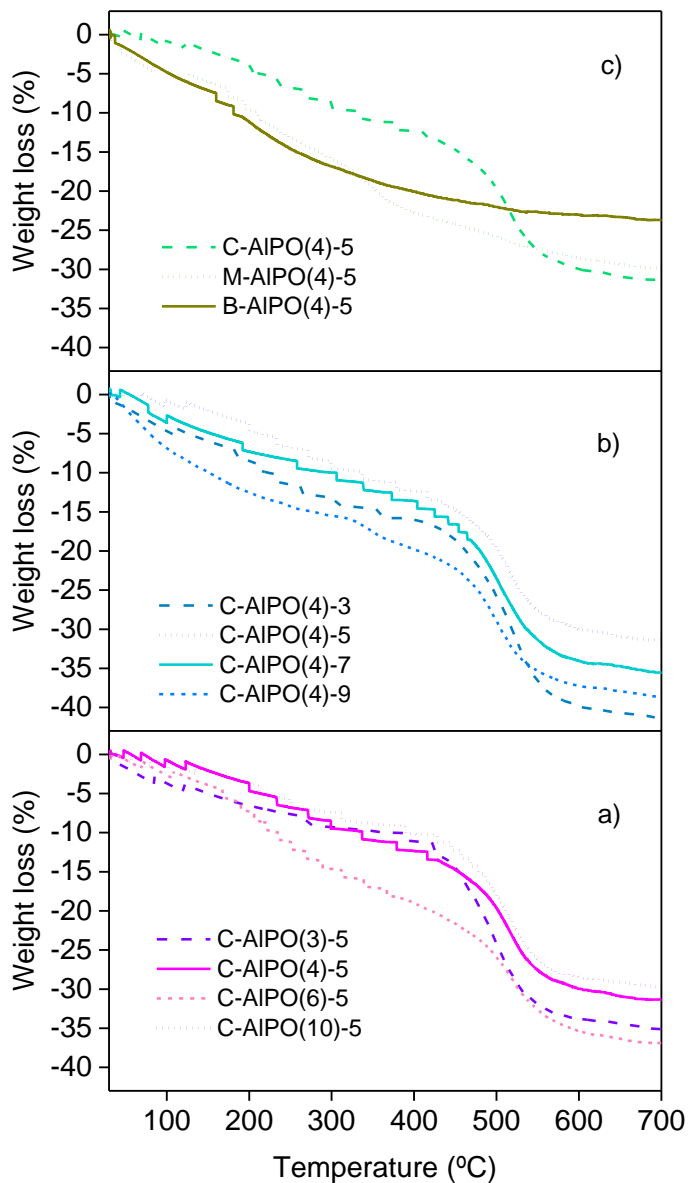 0
-5
-10
-15
-20
-25
-30
-35
-40
Weight loss (%)
c)
C-AlPO(4)-5
M-AlPO(4)-5
B-AlPO(4)-5
0
-5
-10
-15
-20
-25
-30
-35
-40
Weight loss (%)
b)
C-AlPO(4)-3
C-AlPO(4)-5
C-AlPO(4)-7
C-AlPO(4)-9
0
-5
-10
-15
-20
-25
-30
-35
-40
Weight loss (%)
a)
C-AlPO(3)-5
C-AlPO(4)-5
C-AlPO(6)-5
C-AlPO(10)-5
100 200 300 400 500 600 700
Temperature (ºC)